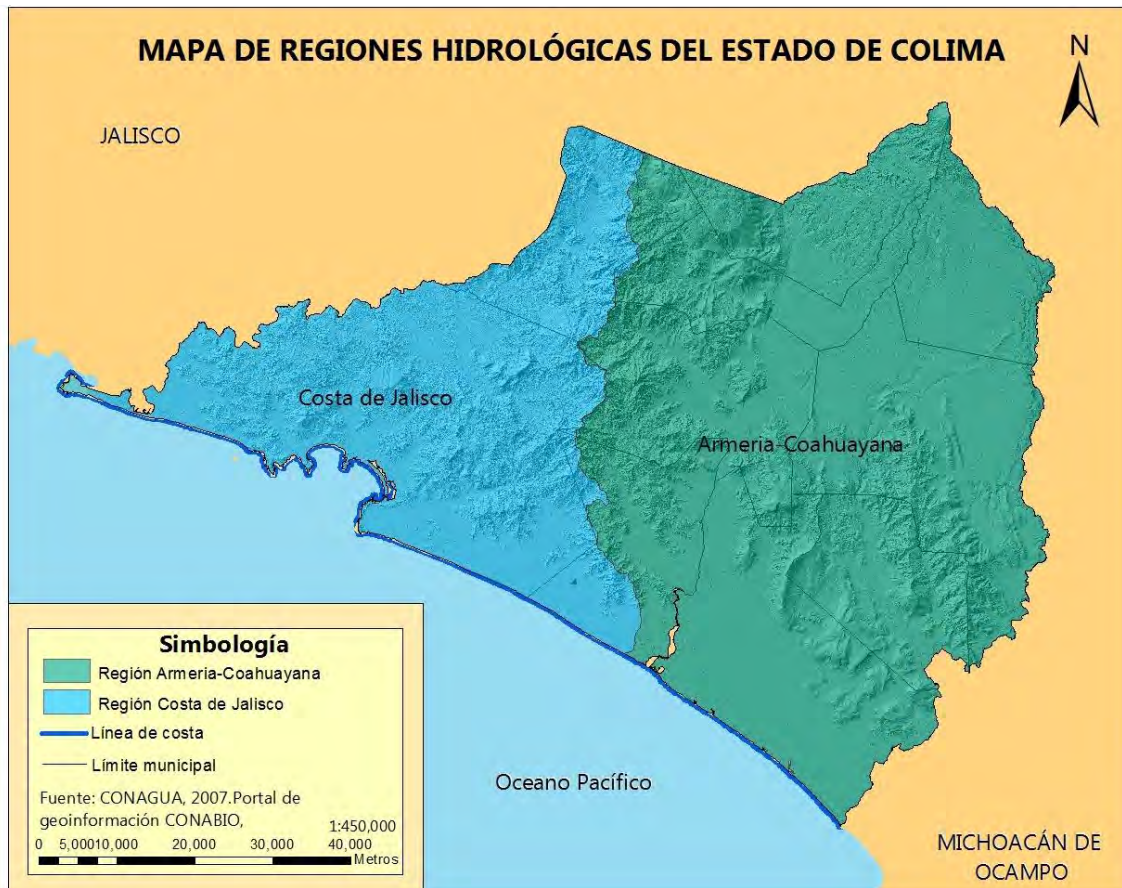 MAPA DE REGIONES HIDROLÓGICAS DEL ESTADO DE COLIMA
N
JALISCO
Costa de Jalisco
Armeria-Coahuayana
Oceano Pacífico
MICHOACÁN DE
OCAMPO
Simbología
Región Armeria-Coahuayana
Región Costa de Jalisco
Línea de costa
Límite municipal
Fuente: CONAGUA, 2007.Portal de
geoinformación CONABIO,
1:450,000
0 5,00010,000 20,000 30,000 40,000
Metros